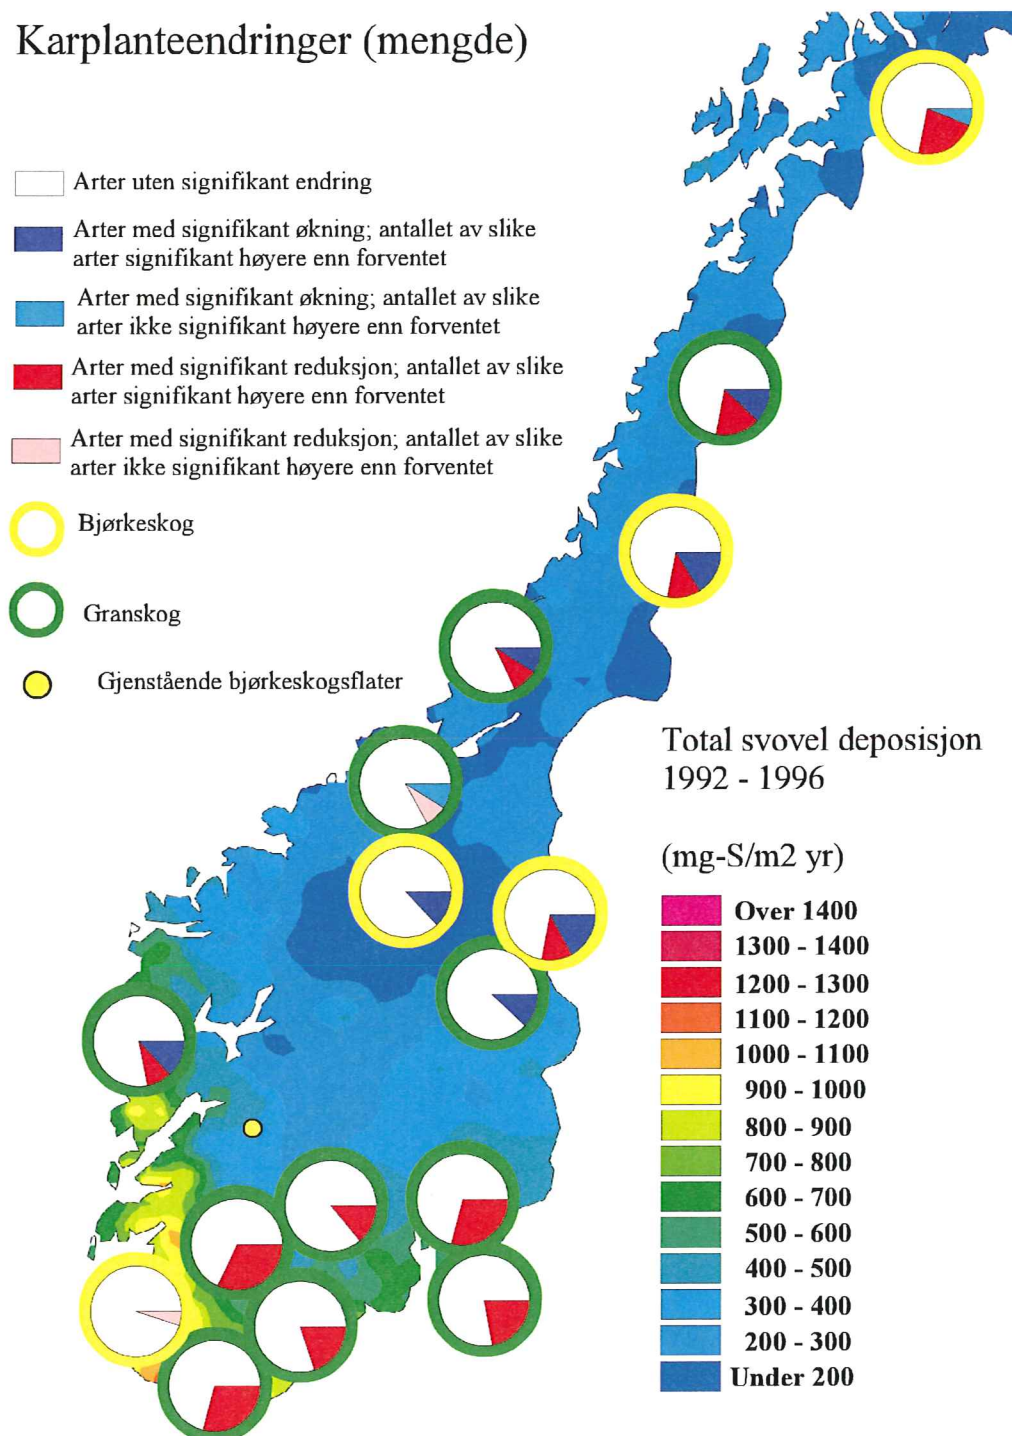 Karplanteendringer (mengde)
Arter uten signifikant endring
Arter med signifikant økning; antallet av slike
arter signifikant høyere enn forventet
Arter med signifikant økning; antallet av slike
arter ikke signifikant høyere enn forventet
Arter med signifikant reduksjon; antallet av slike
arter signifikant høyere enn forventet
Arter med signifikant reduksjon; antallet av slike
arter ikke signifikant høyere enn forventet
Bjørkeskog
Granskog
Gjenstående bjørkeskogsflater
Total svovel deposisjon
1992 - 1996
(mg-S/m2 yr)
Over 1400
1300 - 1400
1200 - 1300
1100 - 1200
1000 - 1100
900 - 1000
800 - 900
700 - 800
600 - 700
500 - 600
400 - 500
300 - 400
200 - 300
Under 200